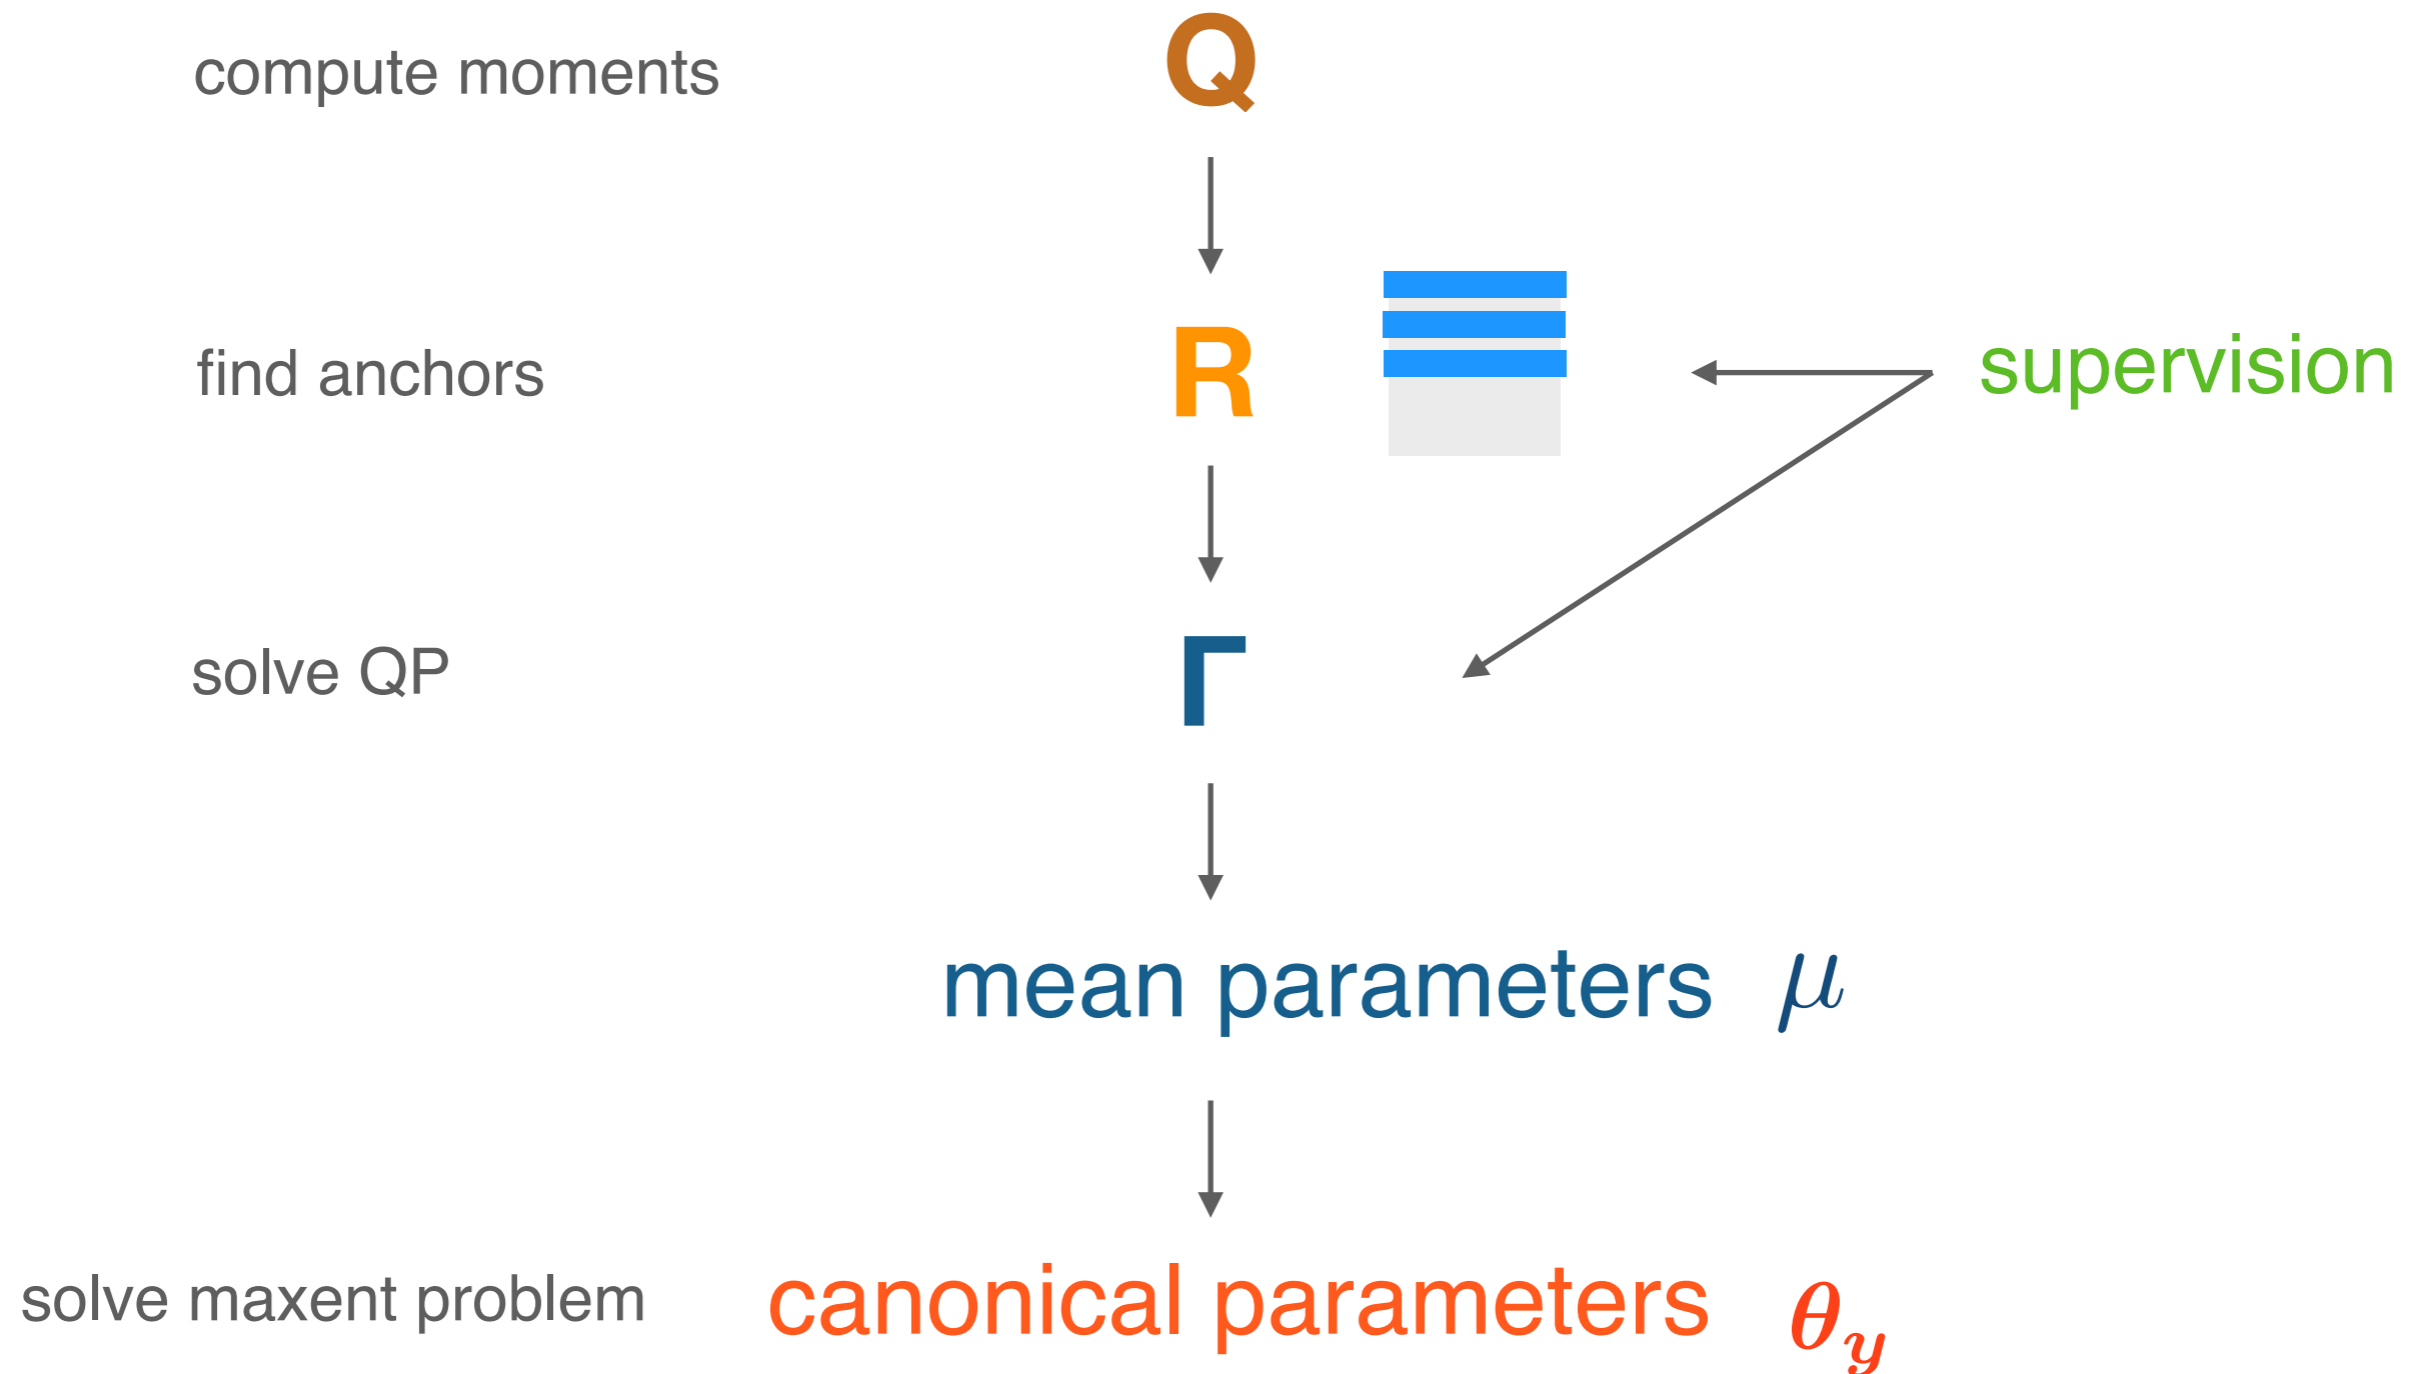 compute moments Q
find anchors R supervision
solve QP Γ
mean parameters μ
solve maxent problem canonical parameters θ_y